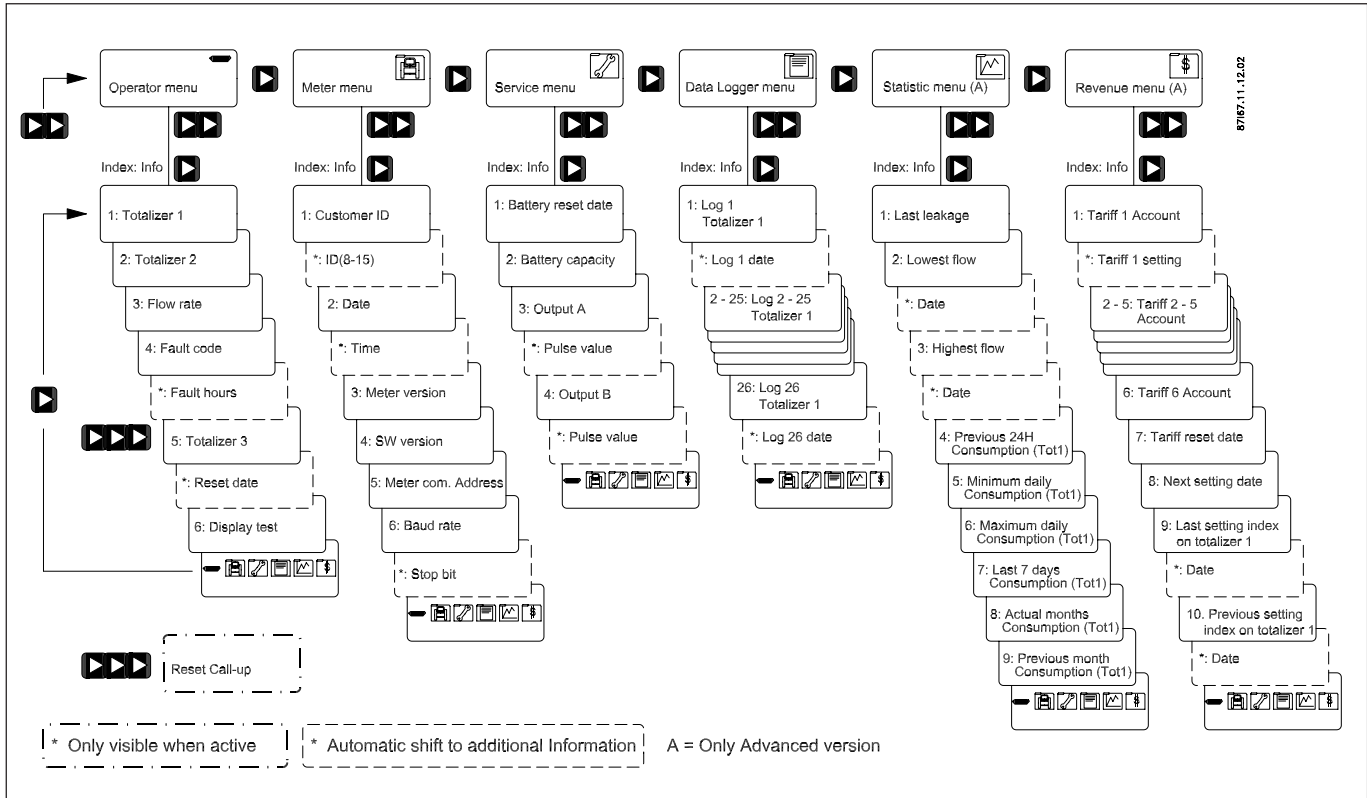 Operator menu
Meter menu
Service menu
Data Logger menu
Statistic menu (A)
Revenue menu (A)
87167.11.12.02
Index: Info
Index: Info
Index: Info
Index: Info
Index: Info
Index: Info
1: Totalizer 1
2: Totalizer 2
3: Flow rate
4: Fault code
*: Fault hours
5: Totalizer 3
*: Reset date
6: Display test
1: Customer ID
*: ID(8-15)
2: Date
*: Time
3: Meter version
4: SW version
5: Meter com. Address
6: Baud rate
*: Stop bit
1: Battery reset date
2: Battery capacity
3: Output A
*: Pulse value
4: Output B
*: Pulse value
1: Log 1
Totalizer 1
*: Log 1 date
2 - 25: Log 2 - 25
Totalizer 1
26: Log 26
Totalizer 1
*: Log 26 date
1: Last leakage
2: Lowest flow
*: Date
3: Highest flow
*: Date
4: Previous 24H
Consumption (Tot1)
5: Minimum daily
Consumption (Tot1)
6: Maximum daily
Consumption (Tot1)
7: Last 7 days
Consumption (Tot1)
8: Actual months
Consumption (Tot1)
9: Previous month
Consumption (Tot1)
1: Tariff 1 Account
*: Tariff 1 setting
2 - 5: Tariff 2 - 5
Account
6: Tariff 6 Account
7: Tariff reset date
8: Next setting date
9: Last setting index
on totalizer 1
*: Date
10. Previous setting
index on totalizer 1
*: Date
Reset Call-up
* Only visible when active
* Automatic shift to additional Information
A = Only Advanced version